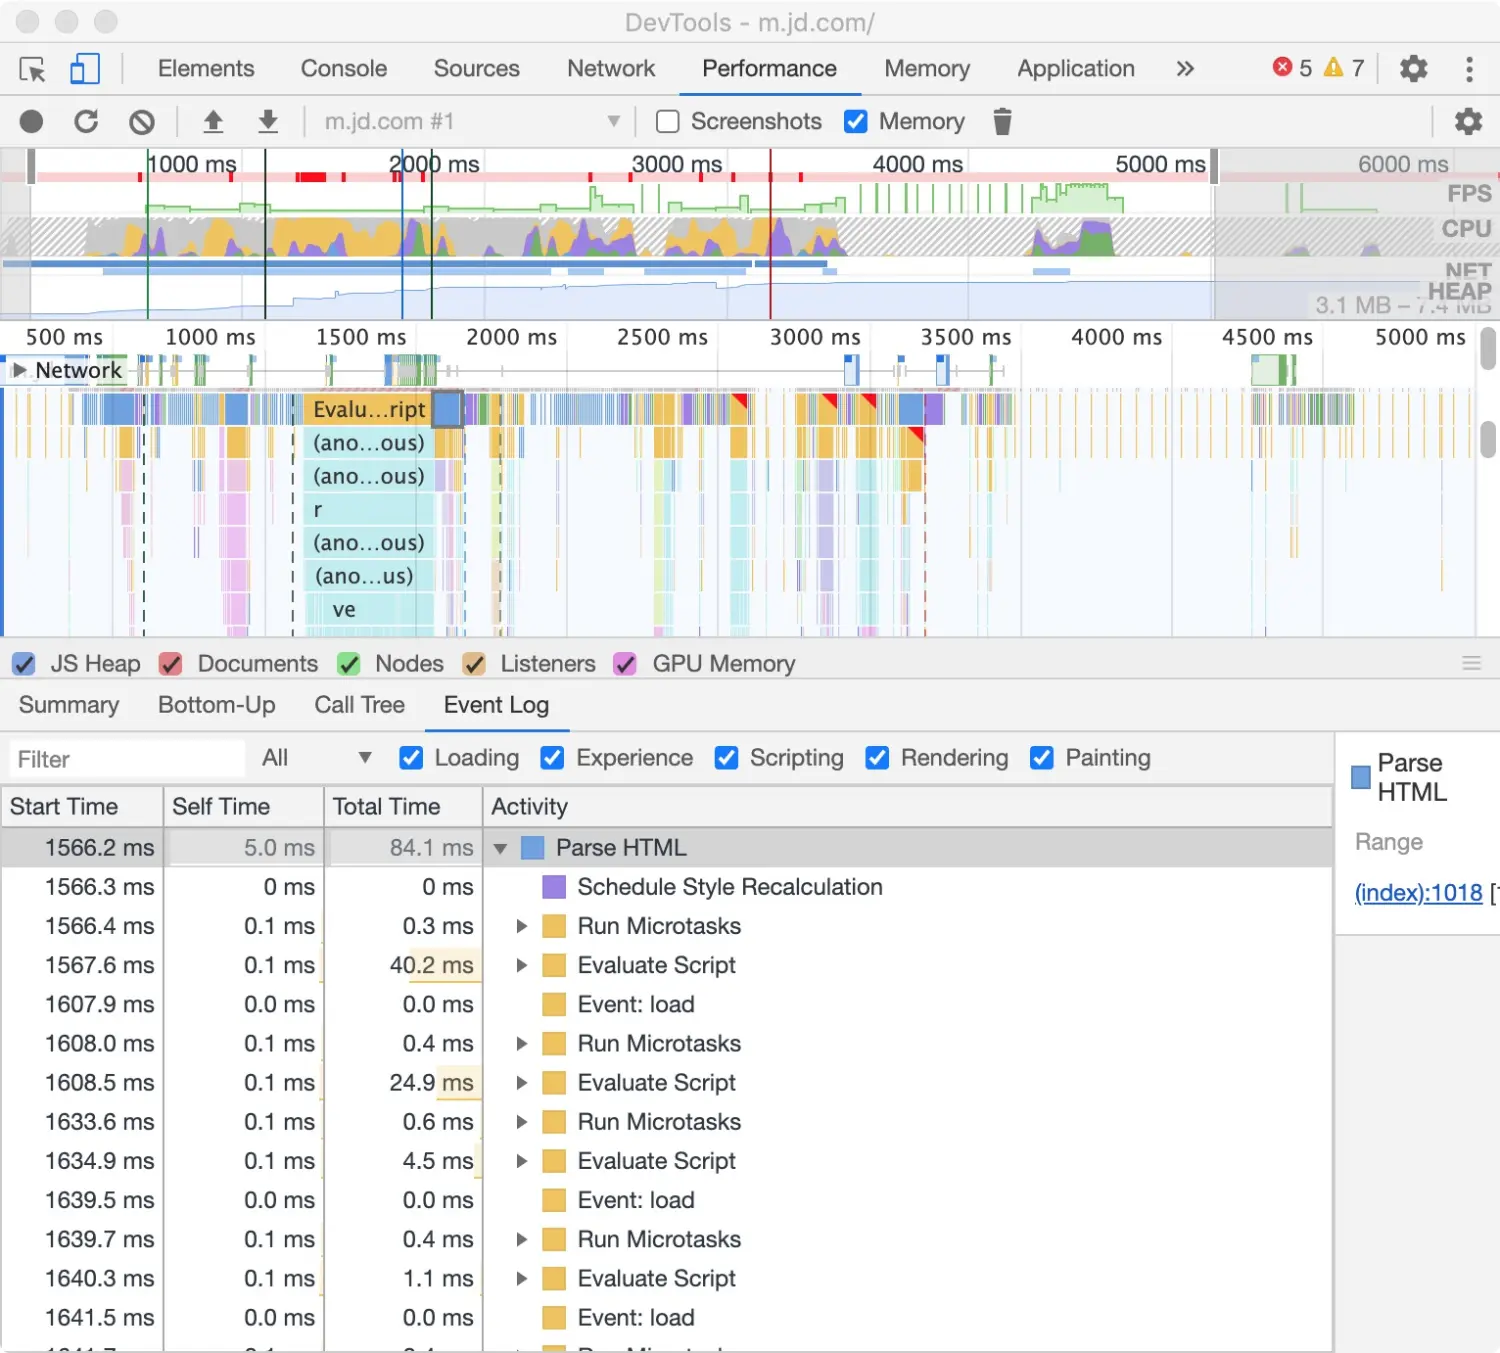 DevTools - m.jd.com/
Elements Console Sources Network Performance Memory Application » 5 7
m.jd.com #1 Screenshots Memory
1000 ms 2000 ms 3000 ms 4000 ms 5000 ms 6000 ms
FPS
CPU
NET
HEAP
3.1 MB – 7.4 MB
500 ms 1000 ms 1500 ms 2000 ms 2500 ms 3000 ms 3500 ms 4000 ms 4500 ms 5000 ms
Network
Evalu…ript
(ano…ous)
(ano…ous)
r
(ano…ous)
(ano…us)
ve
JS Heap Documents Nodes Listeners GPU Memory
Summary Bottom-Up Call Tree Event Log
Filter All Loading Experience Scripting Rendering Painting
Parse HTML
Range
(index):1018 [
Start Time Self Time Total Time Activity
1566.2 ms 5.0 ms 84.1 ms Parse HTML
1566.3 ms 0 ms 0 ms Schedule Style Recalculation
1566.4 ms 0.1 ms 0.3 ms Run Microtasks
1567.6 ms 0.1 ms 40.2 ms Evaluate Script
1607.9 ms 0.0 ms 0.0 ms Event: load
1608.0 ms 0.1 ms 0.4 ms Run Microtasks
1608.5 ms 0.1 ms 24.9 ms Evaluate Script
1633.6 ms 0.1 ms 0.6 ms Run Microtasks
1634.9 ms 0.1 ms 4.5 ms Evaluate Script
1639.5 ms 0.0 ms 0.0 ms Event: load
1639.7 ms 0.1 ms 0.4 ms Run Microtasks
1640.3 ms 0.1 ms 1.1 ms Evaluate Script
1641.5 ms 0.0 ms 0.0 ms Event: load